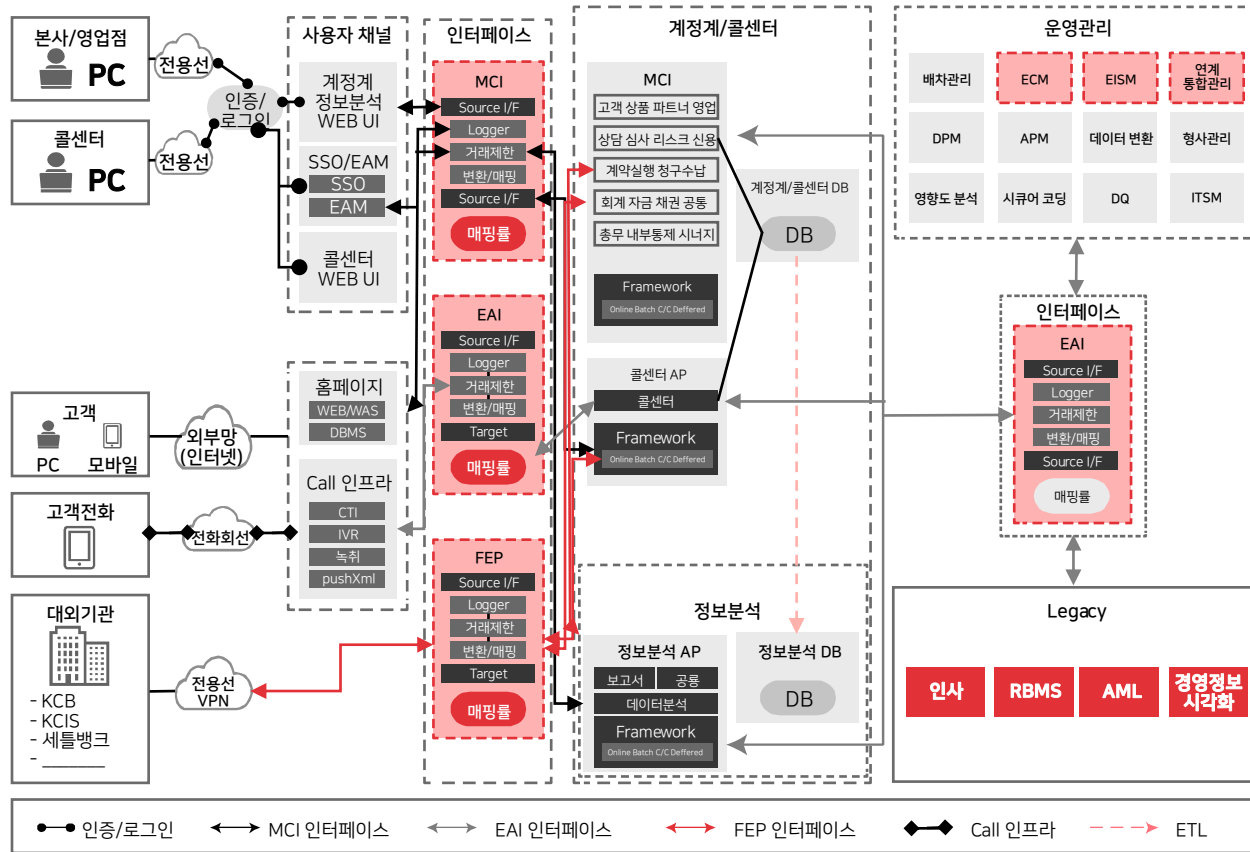 본사/영업점
PC
전용선
콜센터
PC
전용선
인증/
로그인
고객
PC
모바일
외부망
(인터넷)
고객전화
전화회선
대외기관
- KCB
- KCIS
- 세틀뱅크
- ________
전용선
VPN
사용자 채널
계정계
정보분석
WEB UI
SSO/EAM
SSO
EAM
콜센터
WEB UI
홈페이지
WEB/WAS
DBMS
Call 인프라
CTI
IVR
녹취
pushXml
인터페이스
MCI
Source I/F
Logger
거래제한
변환/매핑
Source I/F
매핑률
EAI
Source I/F
Logger
거래제한
변환/매핑
Target
매핑률
FEP
Source I/F
Logger
거래제한
변환/매핑
Target
매핑률
계정계/콜센터
MCI
고객 상품 파트너 영업
상담 심사 리스크 신용
계약실행 청구수납
회계 자금 채권 공통
총무 내부통제 시너지
Framework
Online Batch C/C Deffered
계정계/콜센터 DB
DB
콜센터 AP
콜센터
Framework
Online Batch C/C Deffered
정보분석
정보분석 AP
보고서
공룡
데이터분석
Framework
Online Batch C/C Deffered
정보분석 DB
DB
운영관리
배차관리
ECM
EISM
연계
통합관리
DPM
APM
데이터 변환
형사관리
영향도 분석
시큐어 코딩
DQ
ITSM
인터페이스
EAI
Source I/F
Logger
거래제한
변환/매핑
Source I/F
매핑률
Legacy
인사
RBMS
AML
경영정보
시각화
인증/로그인
MCI 인터페이스
EAI 인터페이스
FEP 인터페이스
Call 인프라
ETL